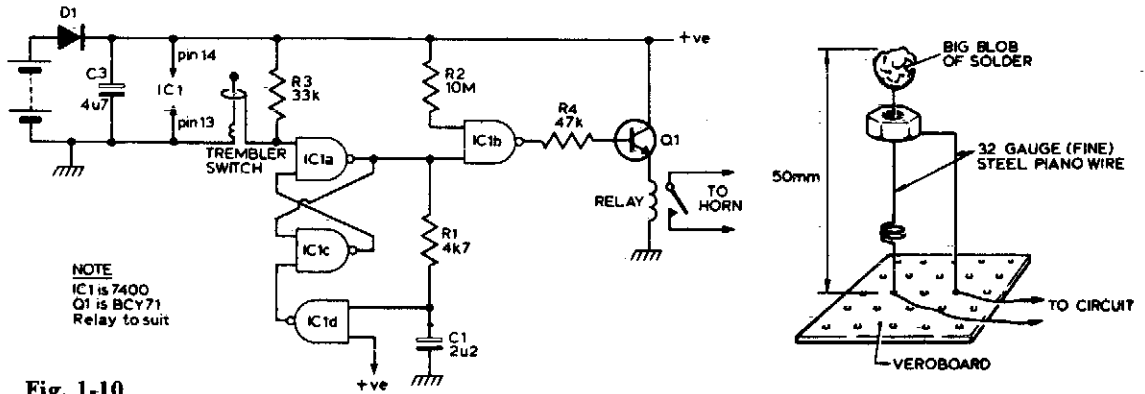 D1
C3
4u7
pin 14
IC1
pin 13
TREMBLER
SWITCH
R3
33k
IC1a
IC1c
IC1d
R2
10M
IC1b
R4
47k
Q1
+ve
RELAY
TO
HORN
R1
4k7
C1
2u2
+ve
NOTE
IC1 is 7400
Q1 is BCY71
Relay to suit
Fig. 1-10
BIG BLOB
OF SOLDER
50mm
32 GAUGE (FINE)
STEEL PIANO WIRE
TO CIRCUIT
VEROBOARD